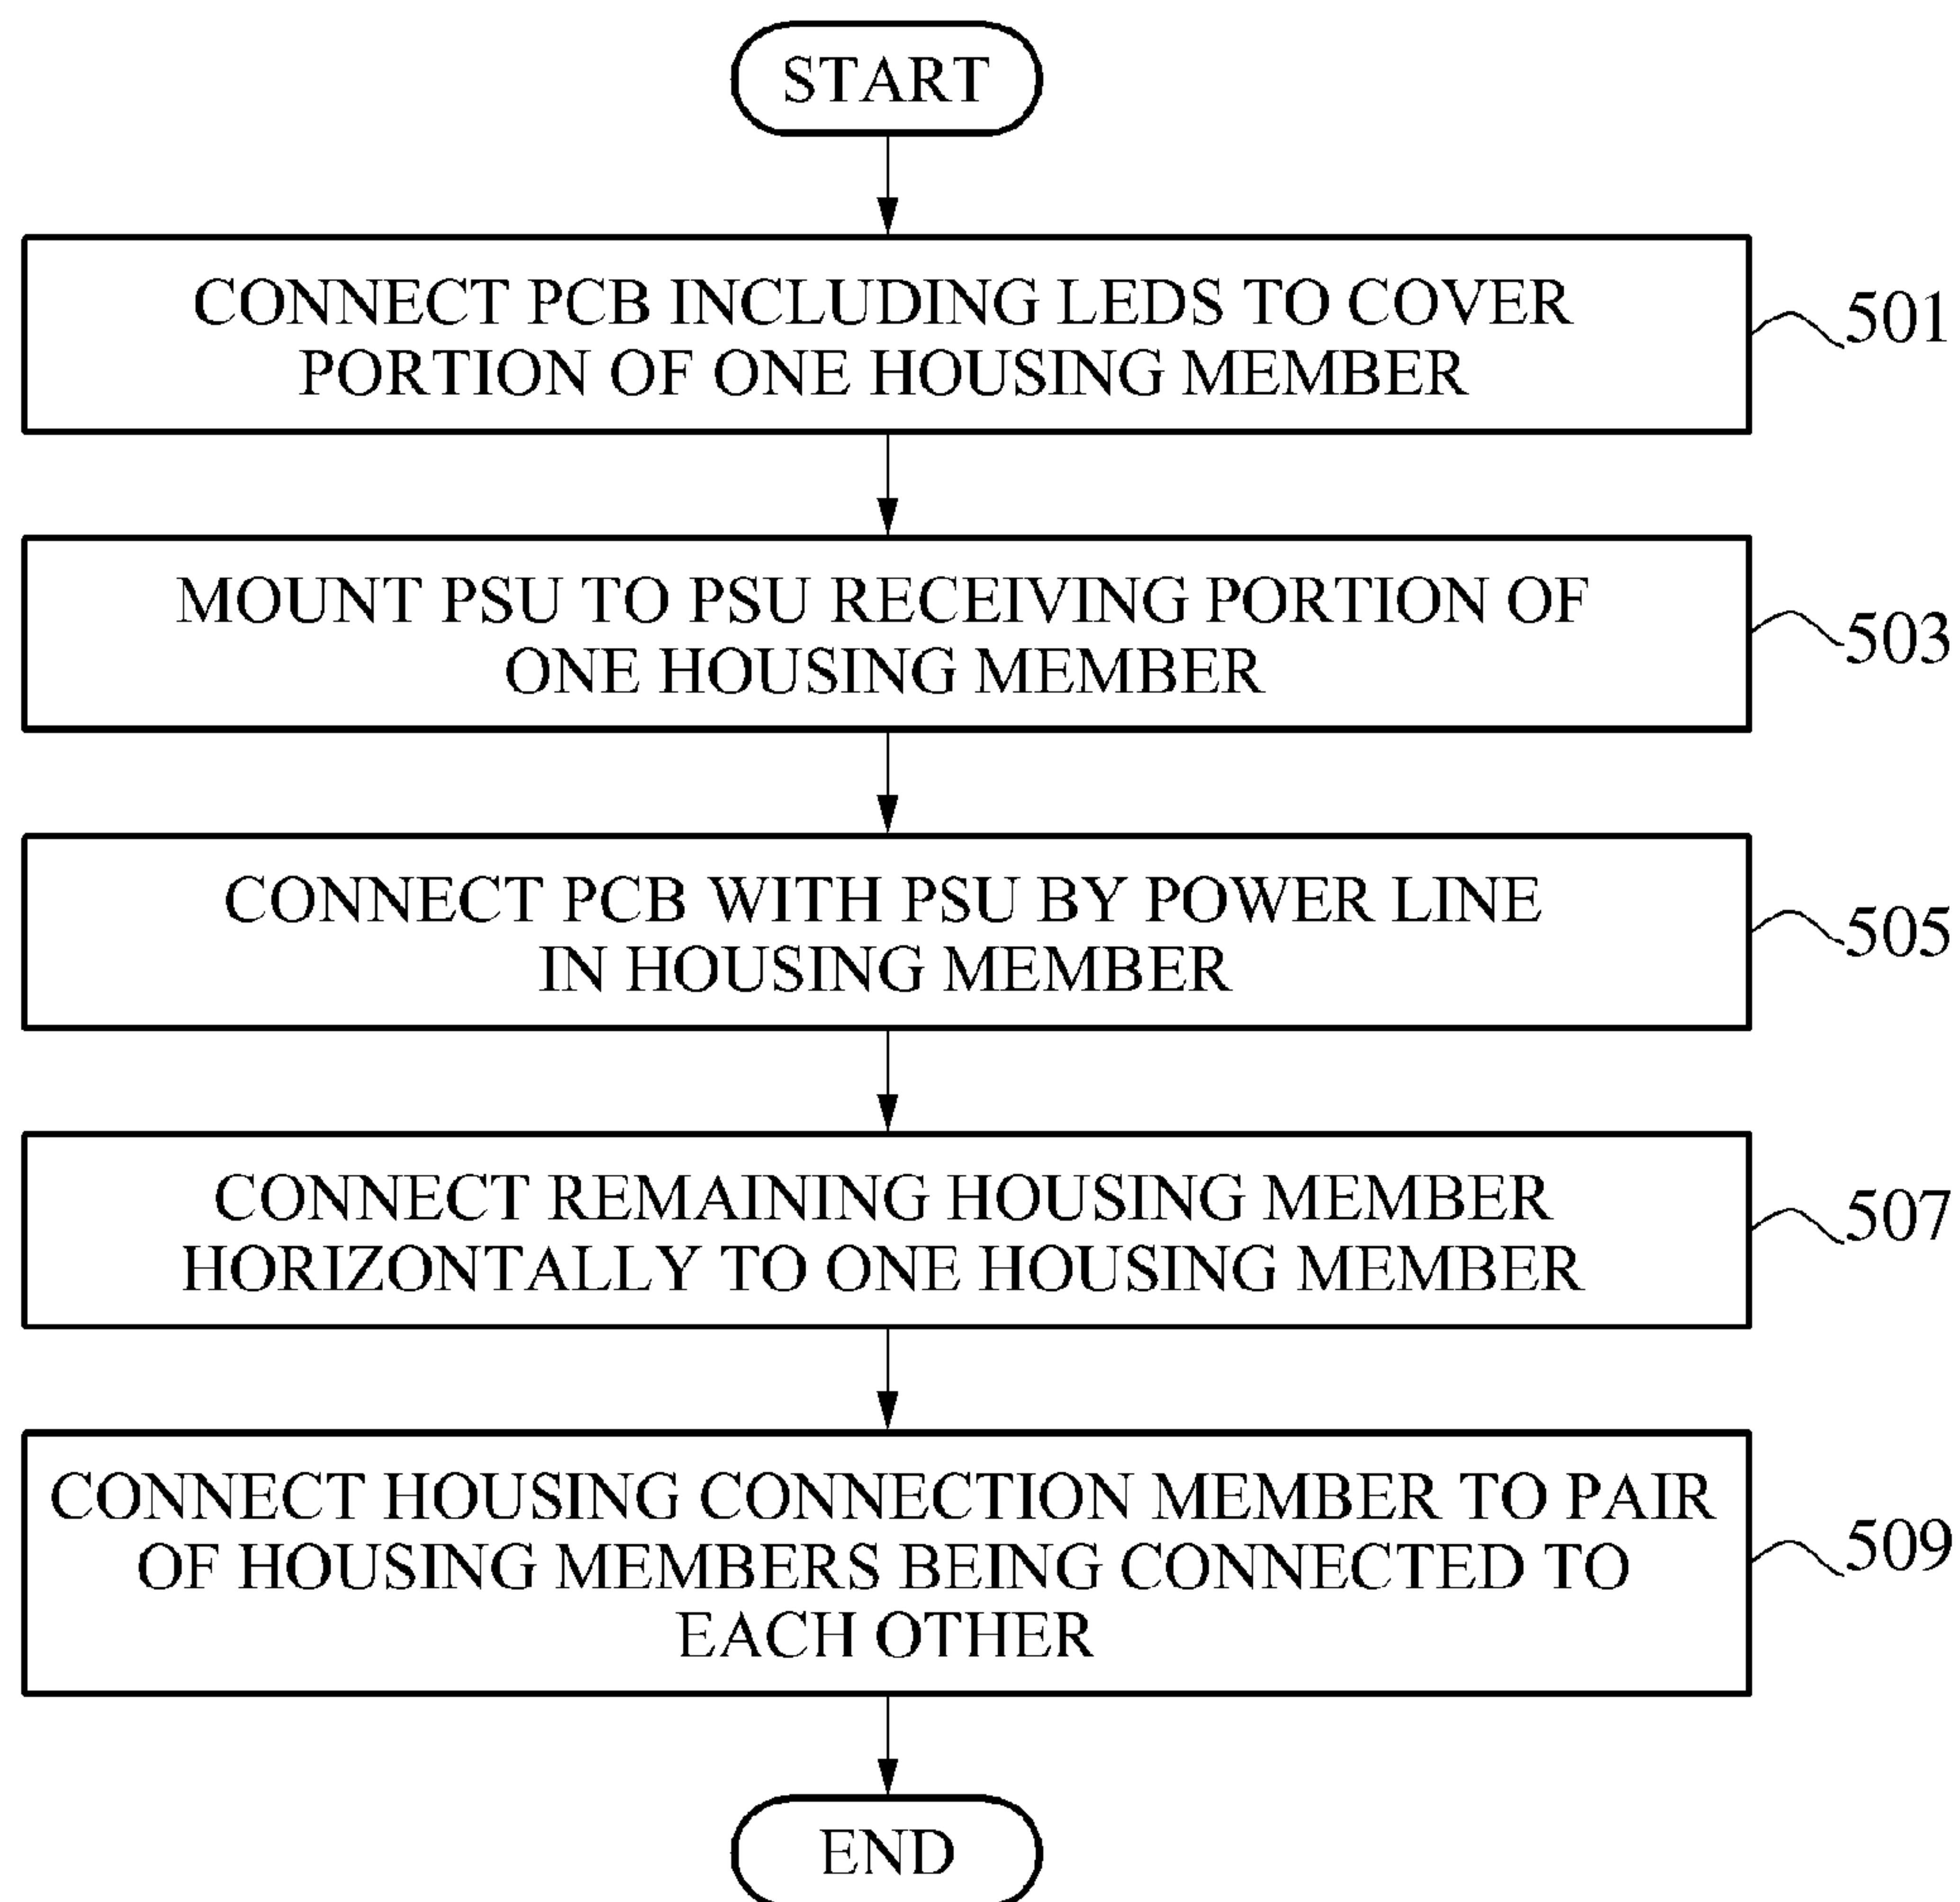 START
CONNECT PCB INCLUDING LEDS TO COVER
PORTION OF ONE HOUSING MEMBER
501
MOUNT PSU TO PSU RECEIVING PORTION OF
ONE HOUSING MEMBER
503
CONNECT PCB WITH PSU BY POWER LINE
IN HOUSING MEMBER
505
CONNECT REMAINING HOUSING MEMBER
HORIZONTALLY TO ONE HOUSING MEMBER
507
CONNECT HOUSING CONNECTION MEMBER TO PAIR
OF HOUSING MEMBERS BEING CONNECTED TO
EACH OTHER
509
END